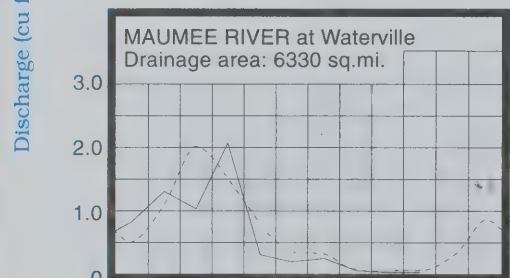 MAUMEE RIVER at Waterville
Drainage area: 6330 sq.mi.
Discharge (cu
3.0
2.0
1.0
0